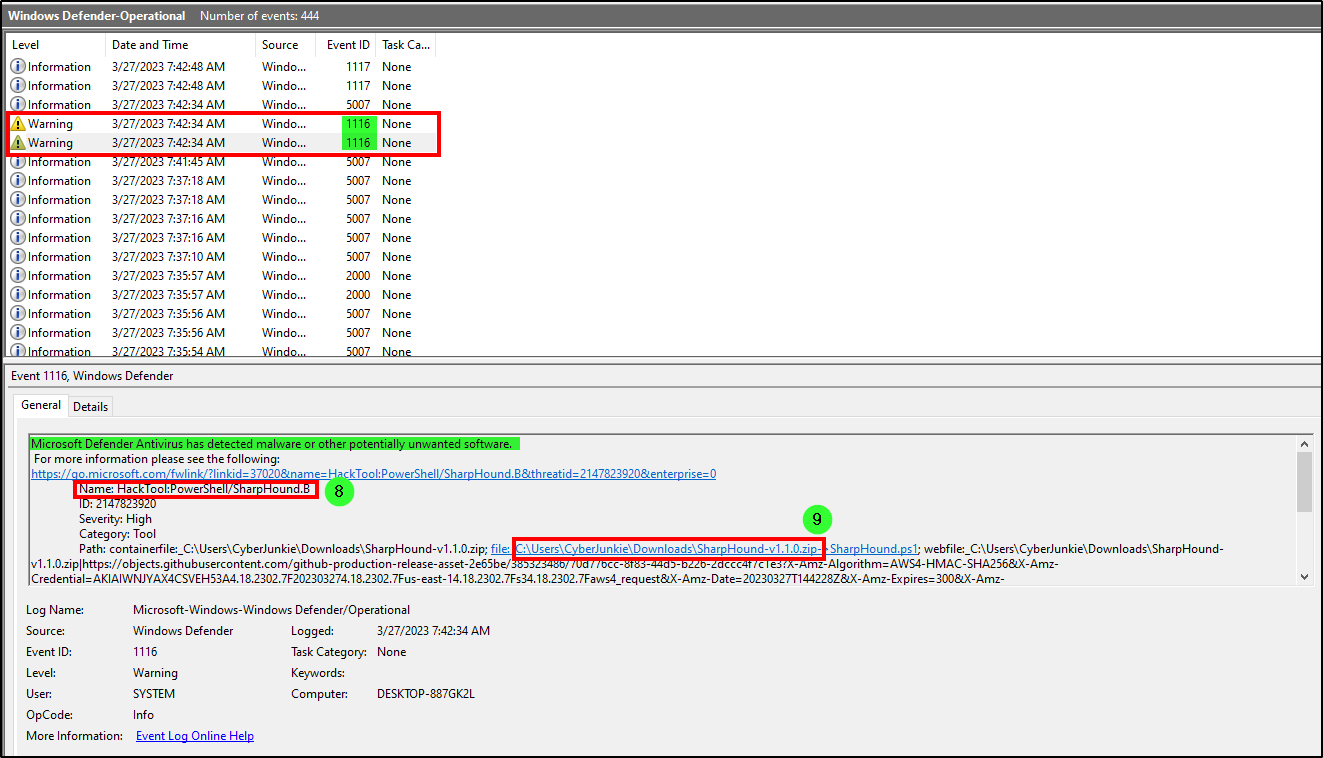 Windows Defender-Operational Number of events: 444
Level Date and Time Source Event ID Task Ca...
Information 3/27/2023 7:42:48 AM Windo... 1117 None
Information 3/27/2023 7:42:48 AM Windo... 1117 None
Information 3/27/2023 7:42:34 AM Windo... 5007 None
Warning 3/27/2023 7:42:34 AM Windo... 1116 None
Warning 3/27/2023 7:42:34 AM Windo... 1116 None
Information 3/27/2023 7:41:45 AM Windo... 5007 None
Information 3/27/2023 7:37:18 AM Windo... 5007 None
Information 3/27/2023 7:37:18 AM Windo... 5007 None
Information 3/27/2023 7:37:16 AM Windo... 5007 None
Information 3/27/2023 7:37:16 AM Windo... 5007 None
Information 3/27/2023 7:37:10 AM Windo... 5007 None
Information 3/27/2023 7:35:57 AM Windo... 2000 None
Information 3/27/2023 7:35:57 AM Windo... 2000 None
Information 3/27/2023 7:35:56 AM Windo... 5007 None
Information 3/27/2023 7:35:56 AM Windo... 5007 None
Information 3/27/2023 7:35:54 AM Windo... 5007 None
Event 1116, Windows Defender
General Details
Microsoft Defender Antivirus has detected malware or other potentially unwanted software.
For more information please see the following:
https://go.microsoft.com/fwlink/?linkid=37020&name=HackTool:PowerShell/SharpHound.B&threatid=2147823920&enterprise=0
Name: HackTool:PowerShell/SharpHound.B 8
ID: 2147823920
Severity: High
Category: Tool 9
Path: containerfile:_C:\Users\CyberJunkie\Downloads\SharpHound-v1.1.0.zip; file:_C:\Users\CyberJunkie\Downloads\SharpHound-v1.1.0.zip->SharpHound.ps1; webfile:_C:\Users\CyberJunkie\Downloads\SharpHound-
v1.1.0.zip|https://objects.githubusercontent.com/github-production-release-asset-2e65be/385323486/70d776cc-8f83-44d5-b226-2dccc4f7c1e3?X-Amz-Algorithm=AWS4-HMAC-SHA256&X-Amz-
Credential=AKIAIWNJYAX4CSVEH53A4.18.2302.7F202303274.18.2302.7Fus-east-14.18.2302.7Fs34.18.2302.7Faws4_request&X-Amz-Date=20230327T144228Z&X-Amz-Expires=300&X-Amz-
Log Name: Microsoft-Windows-Windows Defender/Operational
Source: Windows Defender Logged: 3/27/2023 7:42:34 AM
Event ID: 1116 Task Category: None
Level: Warning Keywords:
User: SYSTEM Computer: DESKTOP-887GK2L
OpCode: Info
More Information: Event Log Online Help